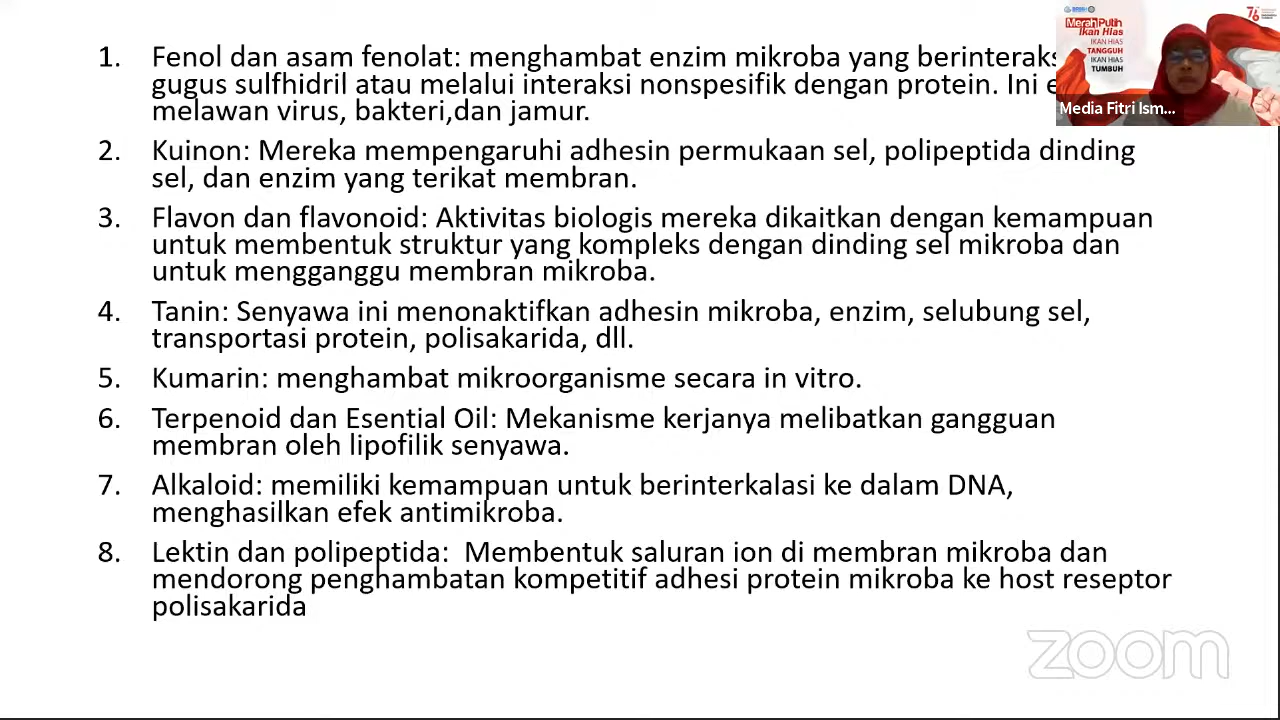 1. Fenol dan asam fenolat: menghambat enzim mikroba yang berinteraks
gugus sulfhidril atau melalui interaksi nonspesifik dengan protein. Ini
melawan virus, bakteri,dan jamur.
2. Kuinon: Mereka mempengaruhi adhesin permukaan sel, polipeptida dinding
sel, dan enzim yang terikat membran.
3. Flavon dan flavonoid: Aktivitas biologis mereka dikaitkan dengan kemampuan
untuk membentuk struktur yang kompleks dengan dinding sel mikroba dan
untuk mengganggu membran mikroba.
4. Tanin: Senyawa ini menonaktifkan adhesin mikroba, enzim, selubung sel,
transportasi protein, polisakarida, dll.
5. Kumarin: menghambat mikroorganisme secara in vitro.
6. Terpenoid dan Esential Oil: Mekanisme kerjanya melibatkan gangguan
membran oleh lipofilik senyawa.
7. Alkaloid: memiliki kemampuan untuk berinterkalasi ke dalam DNA,
menghasilkan efek antimikroba.
8. Lektin dan polipeptida: Membentuk saluran ion di membran mikroba dan
mendorong penghambatan kompetitif adhesi protein mikroba ke host reseptor
polisakarida
Merah Putih
Ikan Hias
IKAN HIAS
TANGGUH
IKAN HIAS
TUMBUH
Media Fitri Ism...
zoom